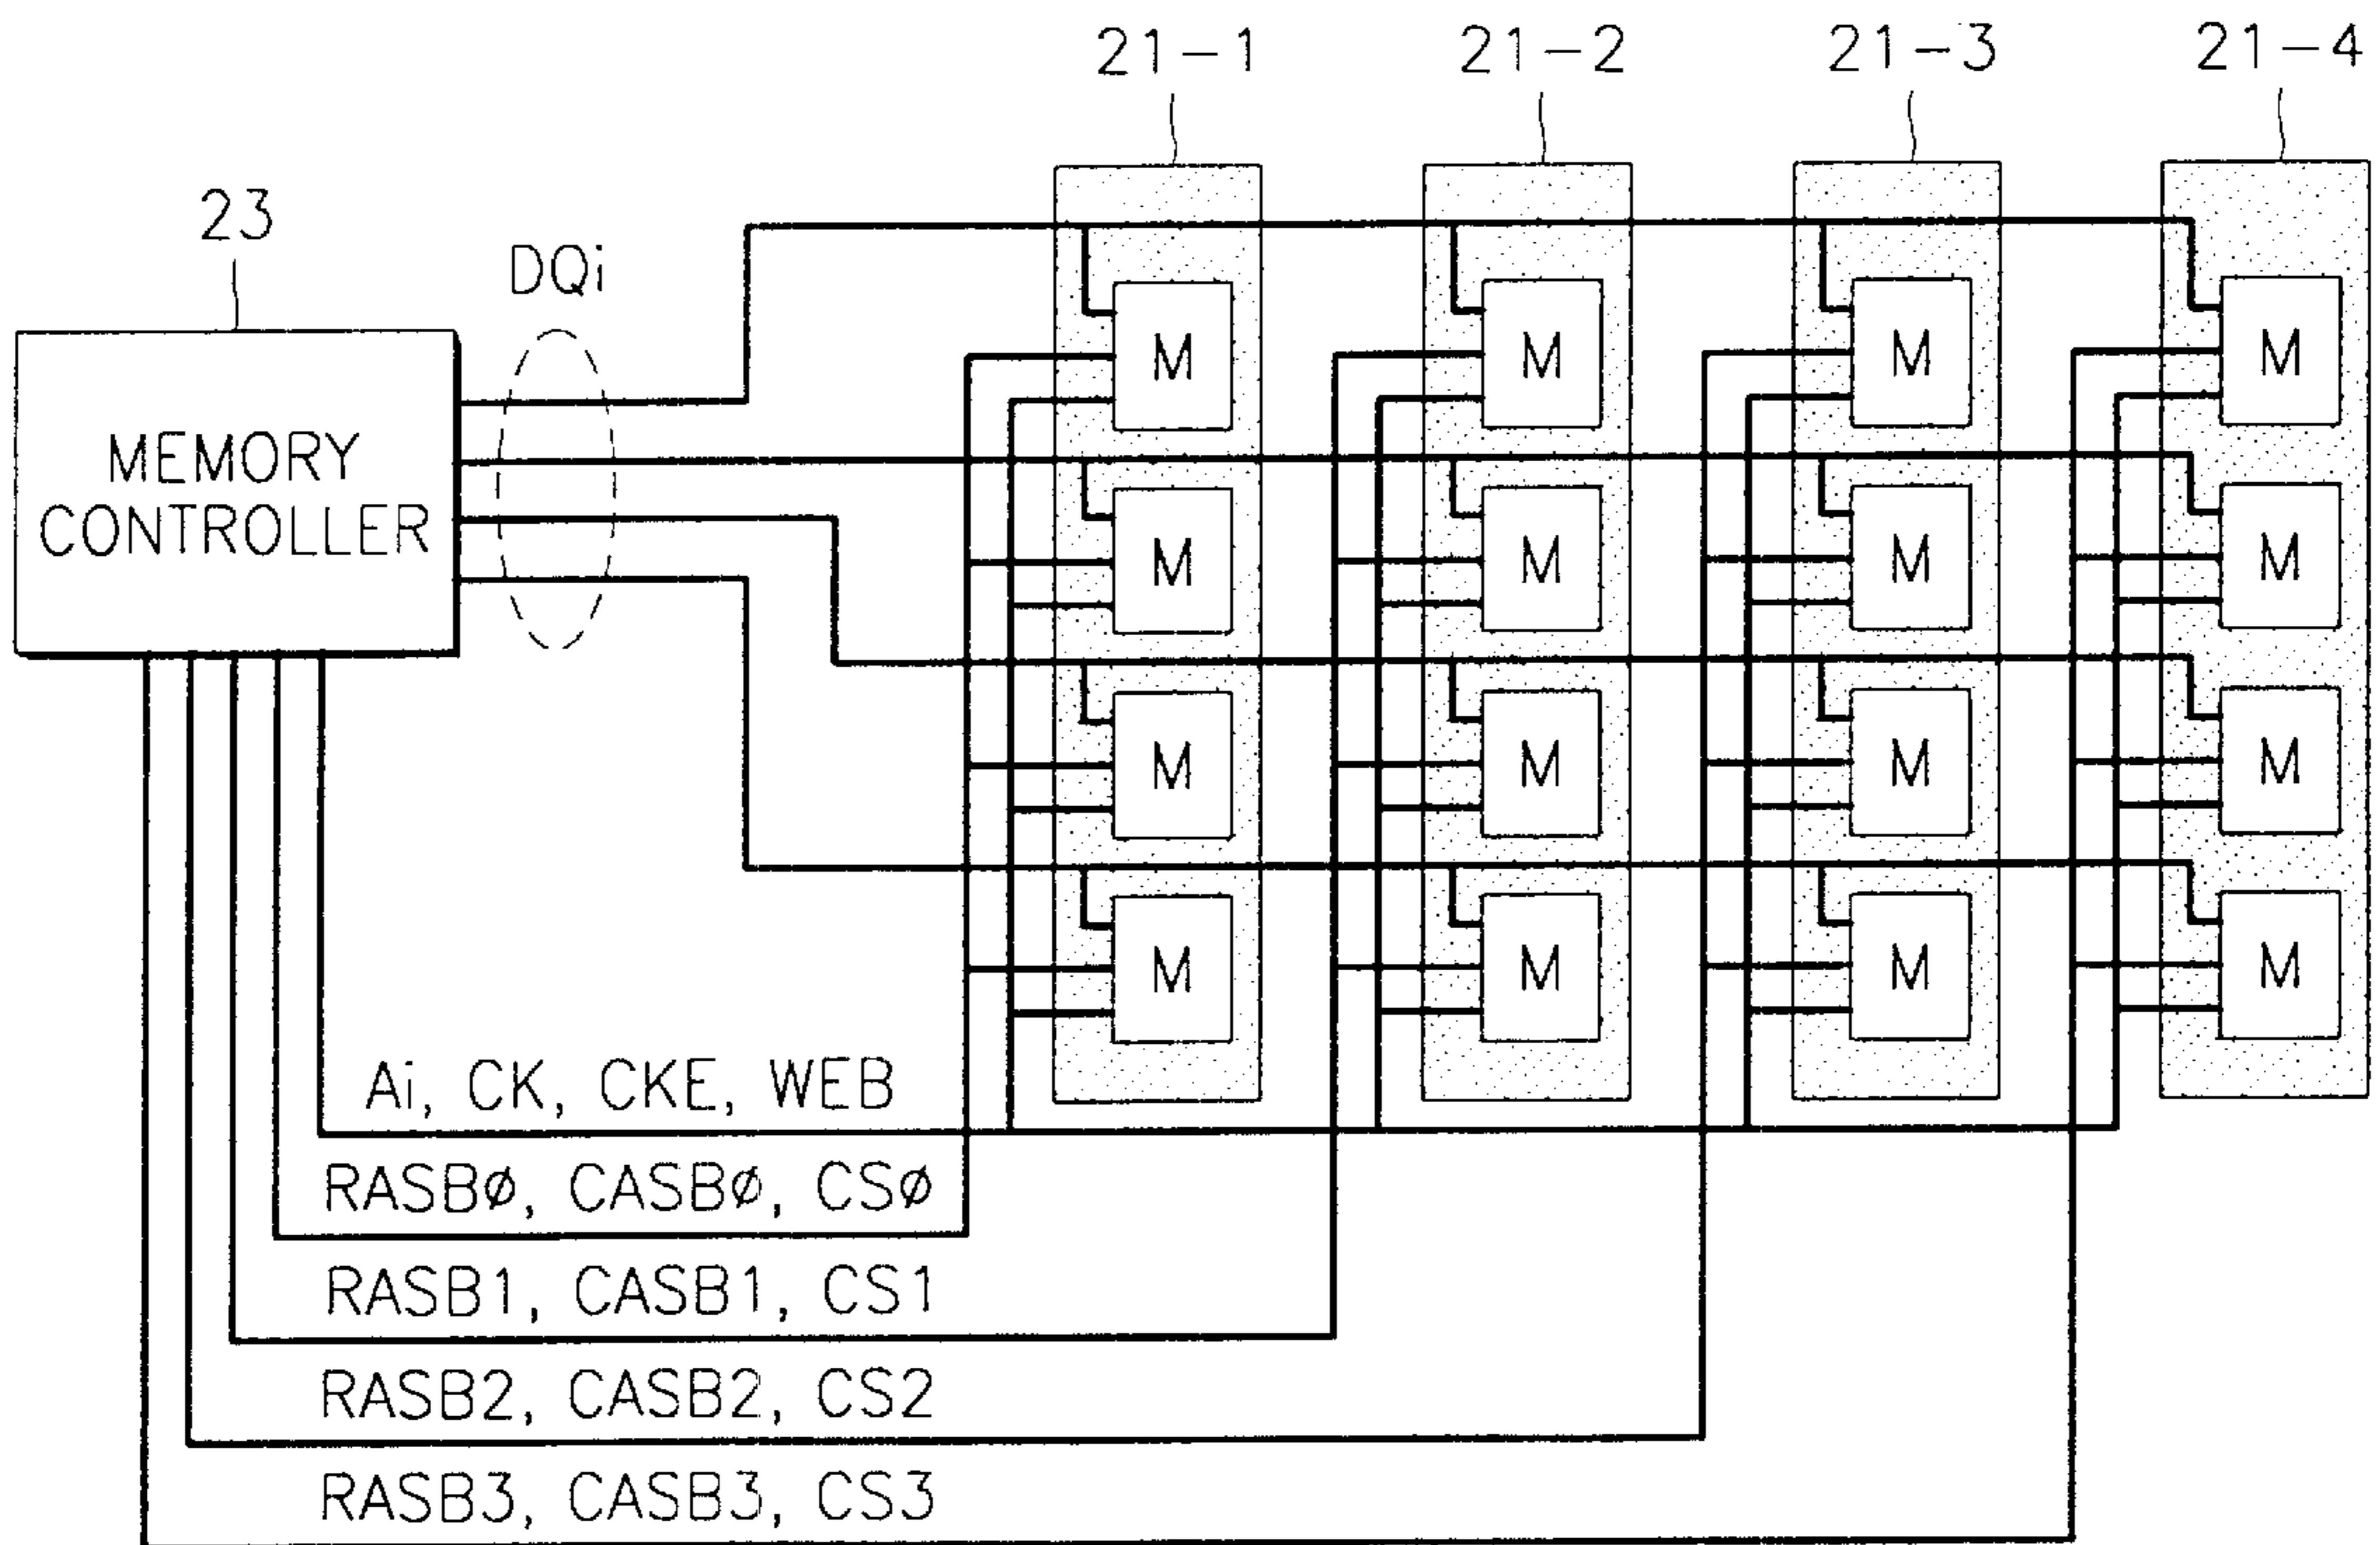 21-1 21-2 21-3 21-4
23
DQi
MEMORY
CONTROLLER
M M M M
M M M M
M M M M
M M M M
Ai, CK, CKE, WEB
RASBø, CASBø, CSø
RASB1, CASB1, CS1
RASB2, CASB2, CS2
RASB3, CASB3, CS3